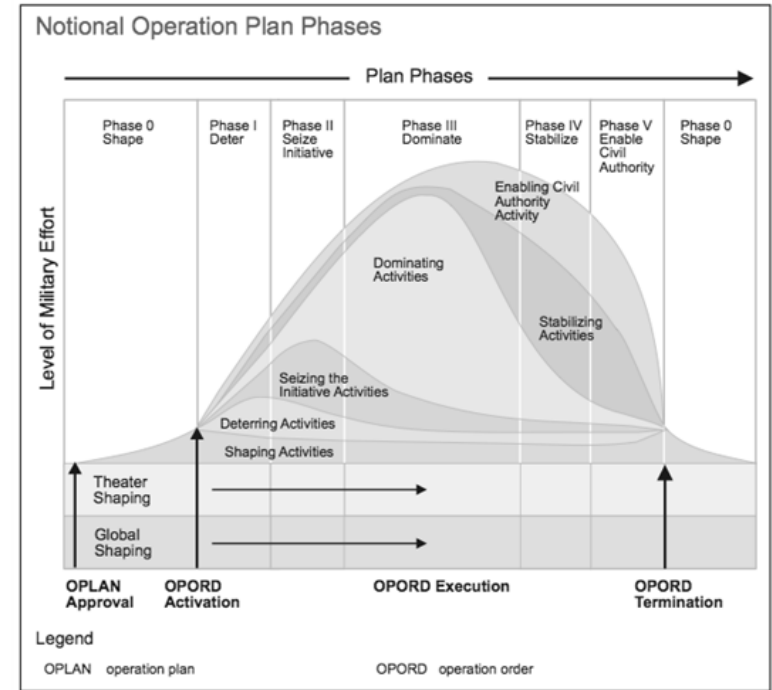 Notional Operation Plan Phases
Plan Phases
Phase 0
Shape
Phase I
Deter
Phase II
Seize
Initiative
Phase III
Dominate
Phase IV
Stabilize
Phase V
Enable
Civil
Authority
Phase 0
Shape
Level of Military Effort
Enabling Civil
Authority
Activity
Dominating
Activities
Stabilizing
Activities
Seizing the
Initiative Activities
Deterring Activities
Shaping Activities
Theater
Shaping
Global
Shaping
OPLAN
Approval
OPORD
Activation
OPORD Execution
OPORD
Termination
Legend
OPLAN operation plan
OPORD operation order